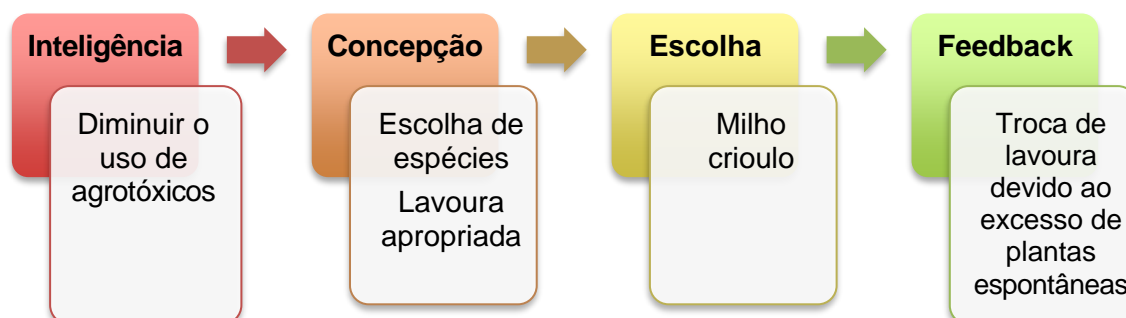 Inteligência
Diminuir o
uso de
agrotóxicos
Concepção
Escolha de
espécies
Lavoura
apropriada
Escolha
Milho
crioulo
Feedback
Troca de
lavoura
devido ao
excesso de
plantas
espontâneas